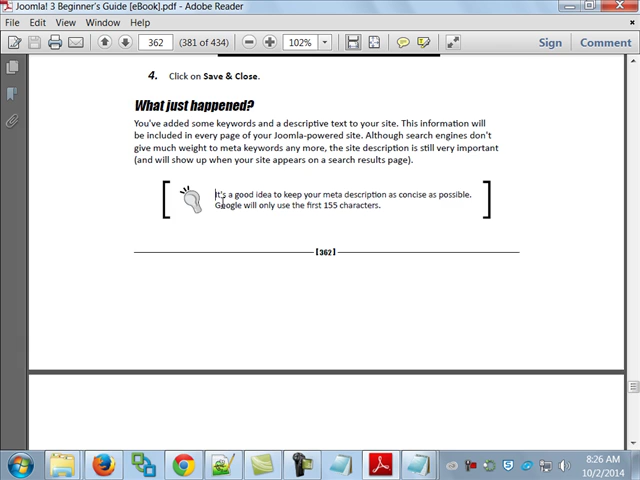 Joomla! 3 Beginner's Guide [eBook].pdf - Adobe Reader
File Edit View Window Help
362 (381 of 434) 102% Sign Comment
4. Click on Save & Close.
What just happened?
You've added some keywords and a descriptive text to your site. This information will
be included in every page of your Joomla-powered site. Although search engines don't
give much weight to meta keywords any more, the site description is still very important
(and will show up when your site appears on a search results page).
It's a good idea to keep your meta description as concise as possible.
Google will only use the first 155 characters.
[362]
8:26 AM
10/2/2014